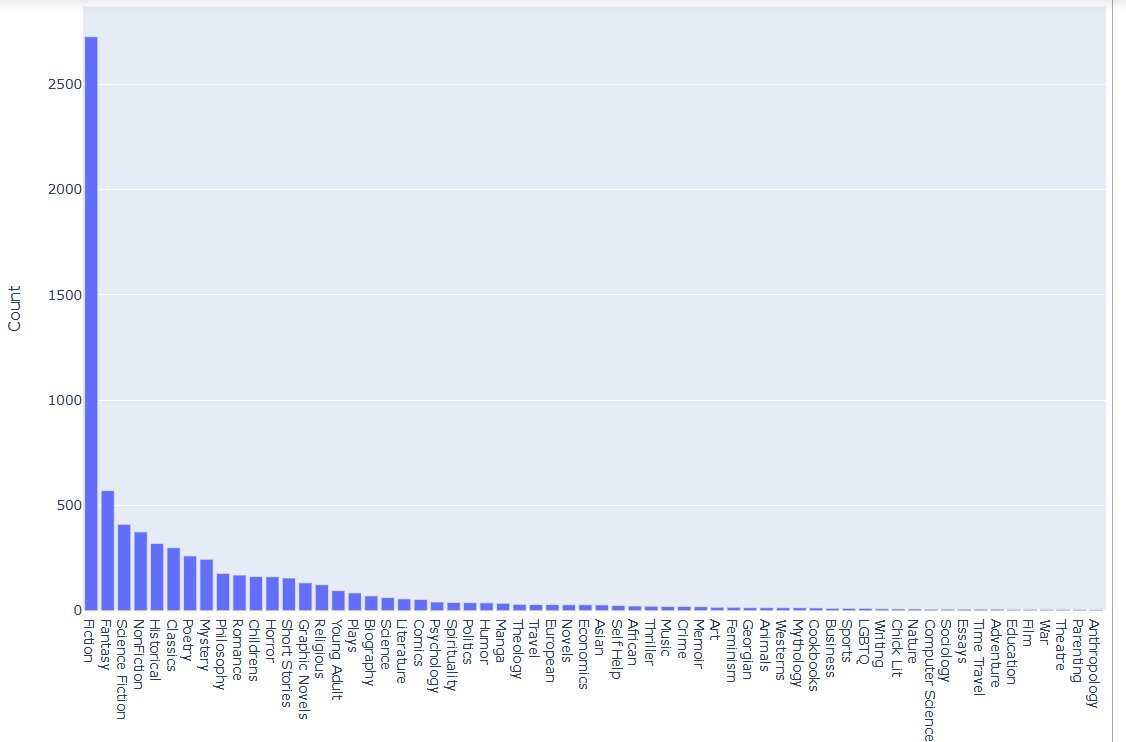 2500
2000
1500
1000
500
0
Count
Fiction
Fantasy
Science Fiction
NonFiction
Historical
Classics
Poetry
Mystery
Philosophy
Romance
Childrens
Horror
Short Stories
Graphic Novels
Religious
Young Adult
Plays
Biography
Science
Literature
Comics
Psychology
Spirituality
Politics
Humor
Manga
Theology
Travel
European
Novels
Economics
Asian
Self Help
African
Thriller
Music
Crime
Memoir
Art
Feminism
Georgian
Animals
Westerns
Mythology
Cookbooks
Business
Sports
LGBTQ
Writing
Chick Lit
Nature
Computer Science
Sociology
Essays
Time Travel
Adventure
Education
Film
War
Theatre
Parenting
Anthropology